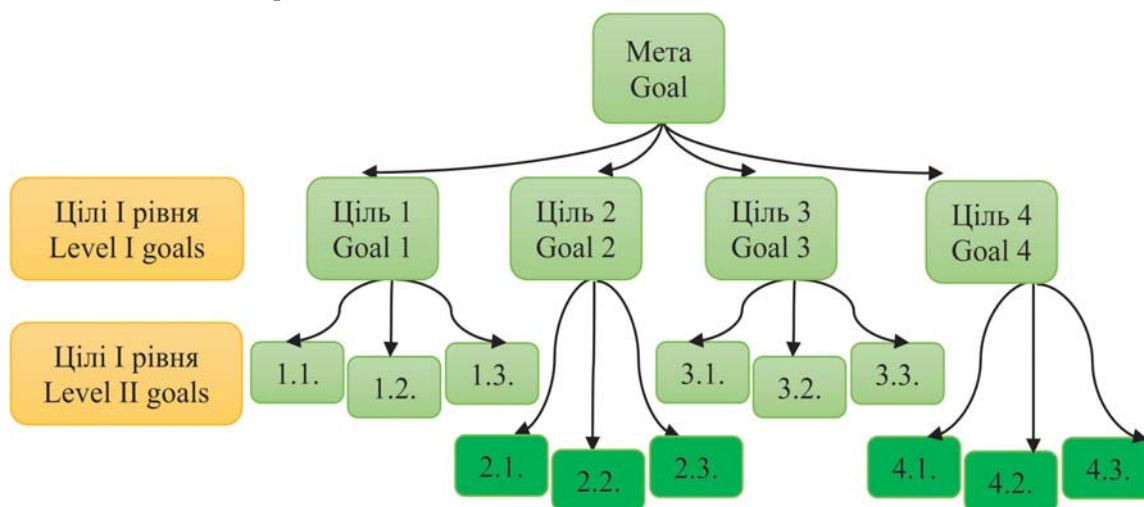 Мета
Goal
Цілі I рівня
Level I goals
Ціль 1
Goal 1
Ціль 2
Goal 2
Ціль 3
Goal 3
Ціль 4
Goal 4
Цілі I рівня
Level II goals
1.1.
1.2.
1.3.
3.1.
3.2.
3.3.
2.1.
2.2.
2.3.
4.1.
4.2.
4.3.